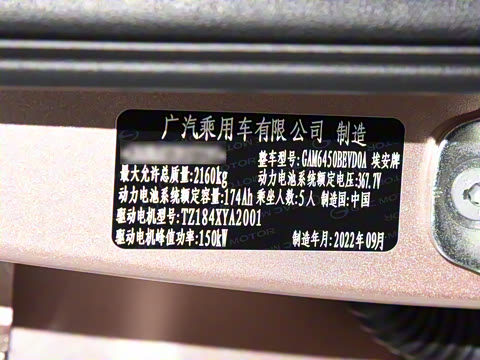 广汽乘用车有限公司 制造
整车型号:GAM6450BEVD0A 埃安牌
最大允许总质量:2160kg 动力电池系统额定电压:367.7V
动力电池系统额定容量:174Ah 乘坐人数:5人 制造国:中国
驱动电机型号:TZ184XYA2001
驱动电机峰值功率:150kW 制造年月:2022年09月